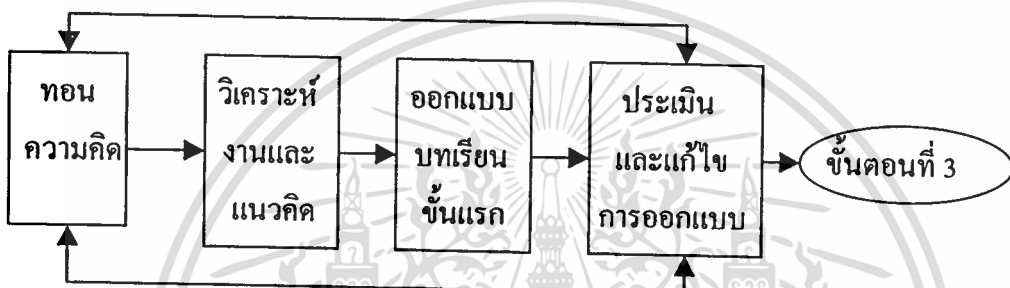 ทอน
ความคิด
วิเคราะห์
งานและ
แนวคิด
ออกแบบ
บทเรียน
ขั้นแรก
ประเมิน
และแก้ไข
การออกแบบ
ขั้นตอนที่ 3